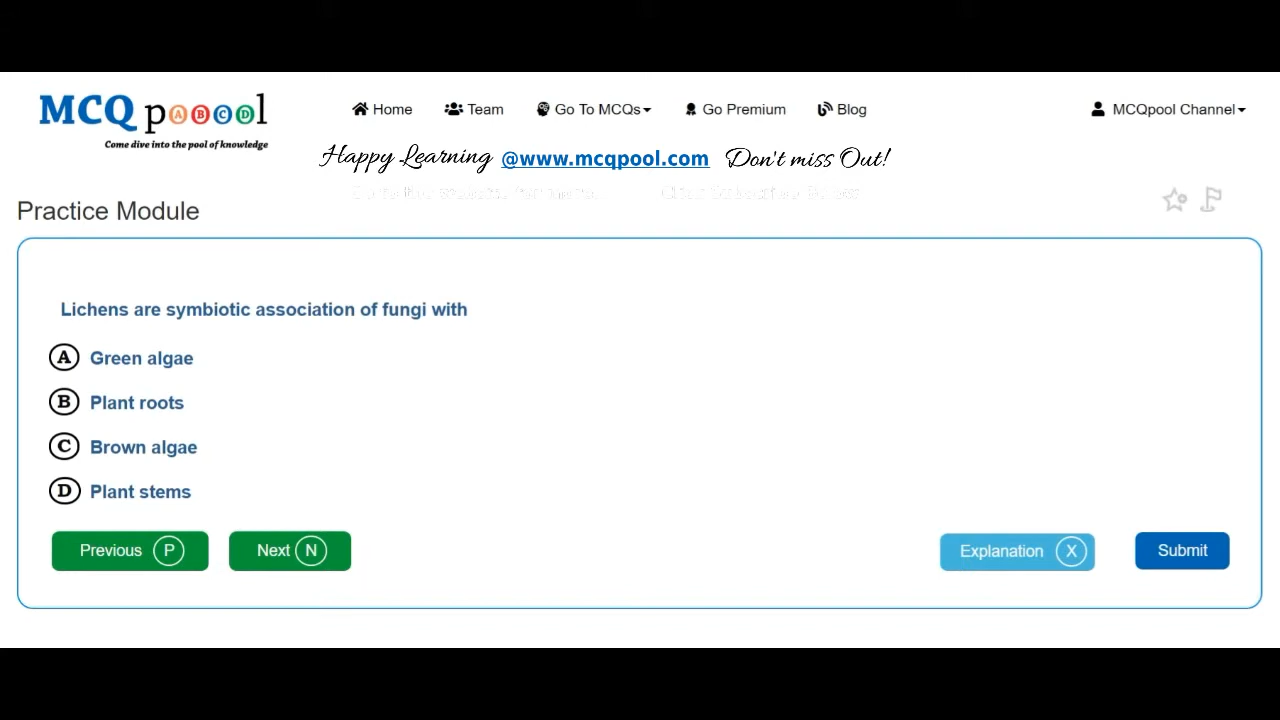 MCQ pooool
Come dive into the pool of knowledge
Home Team Go To MCQs Go Premium Blog MCQpool Channel
Happy Learning @www.mcqpool.com Don't miss Out!
Practice Module
Lichens are symbiotic association of fungi with
A Green algae
B Plant roots
C Brown algae
D Plant stems
Previous P Next N Explanation X Submit